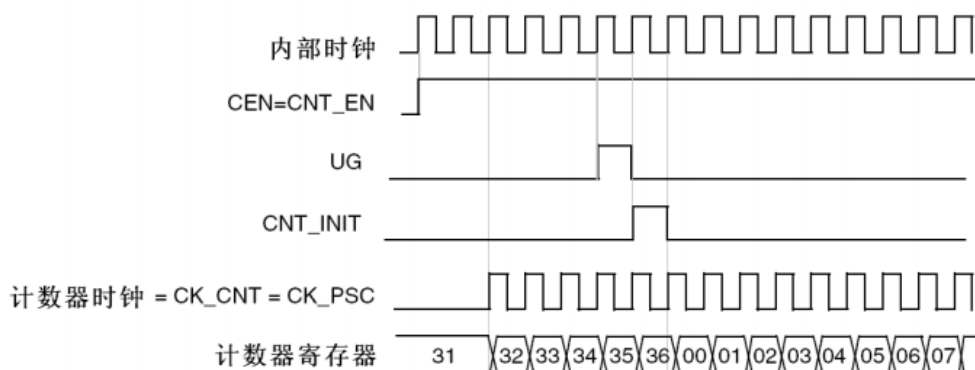 内部时钟
CEN=CNT_EN
UG
CNT_INIT
计数器时钟 = CK_CNT = CK_PSC
计数器寄存器 31 32 33 34 35 36 00 01 02 03 04 05 06 07